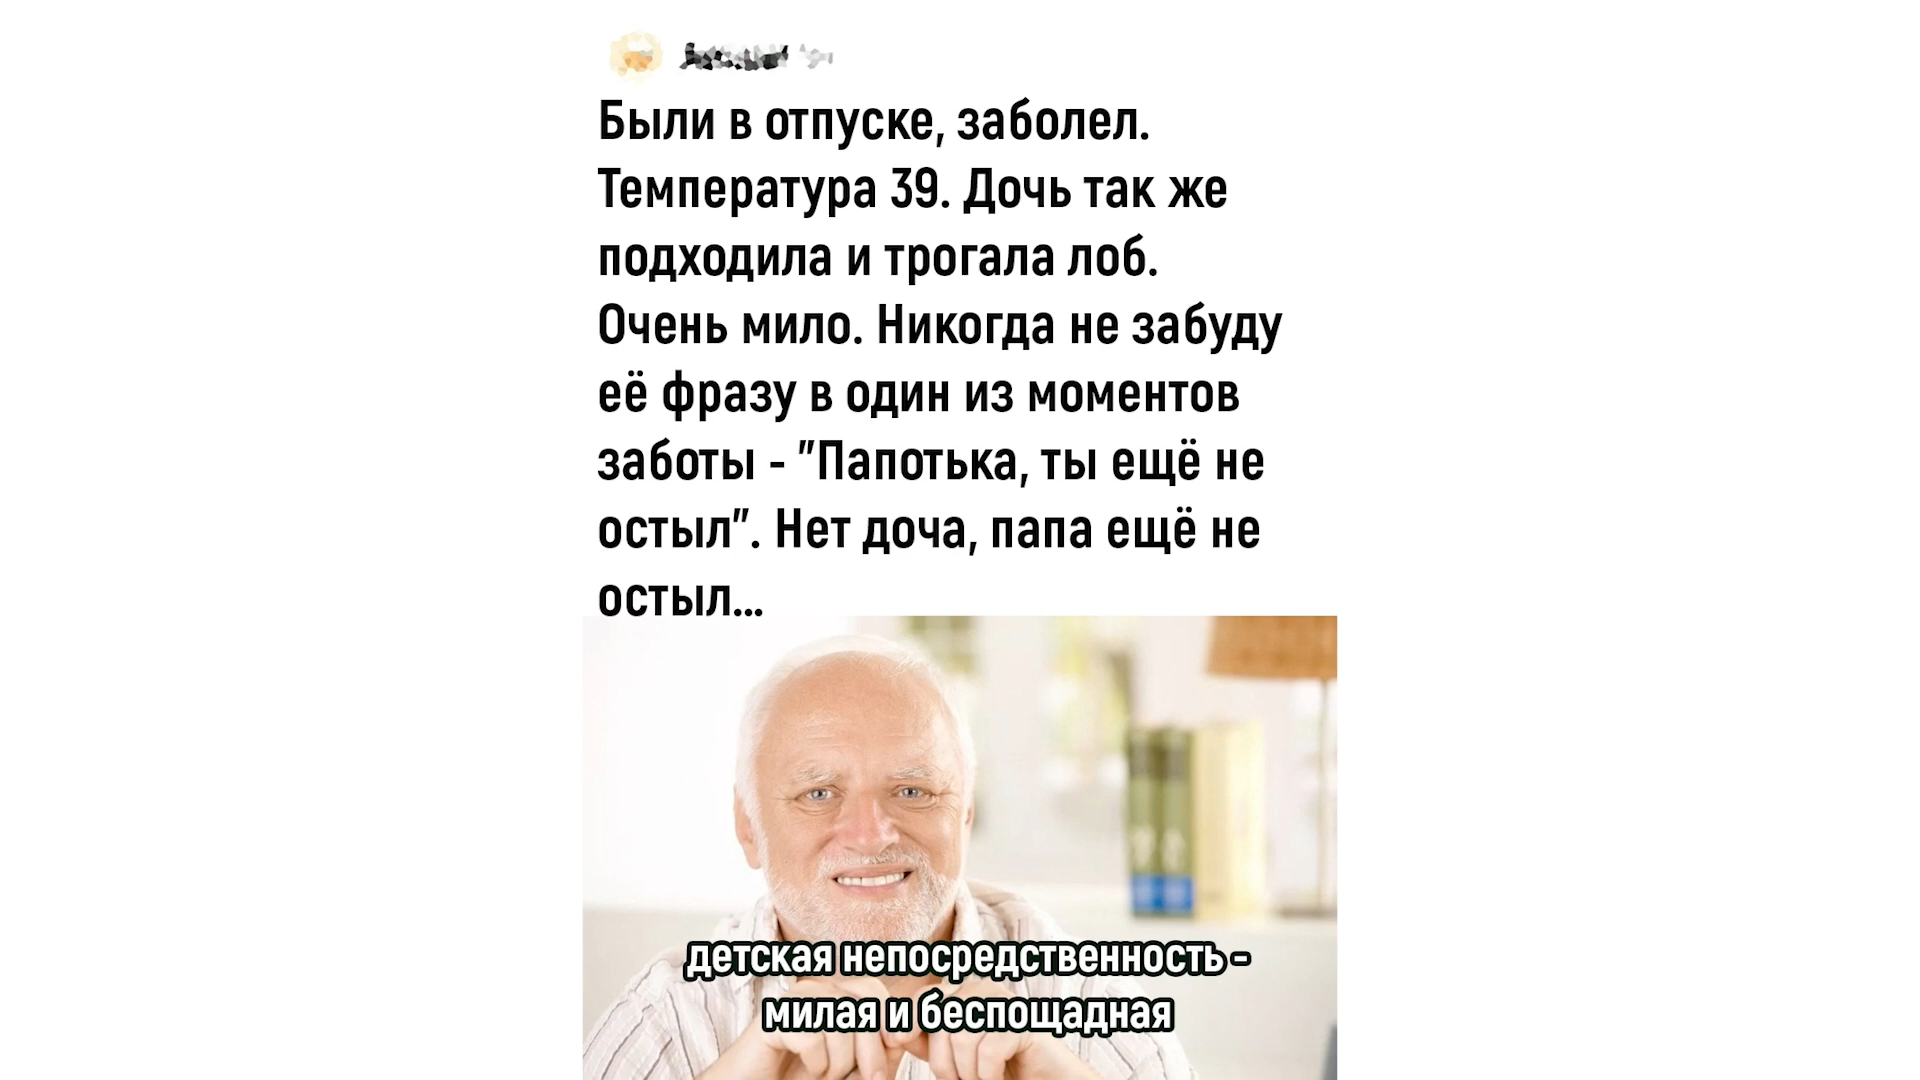 Были в отпуске, заболел.
Температура 39. Дочь так же
подходила и трогала лоб.
Очень мило. Никогда не забуду
её фразу в один из моментов
заботы - "Папотька, ты ещё не
остыл". Нет доча, папа ещё не
остыл...
детская непосредственность -
милая и беспощадная